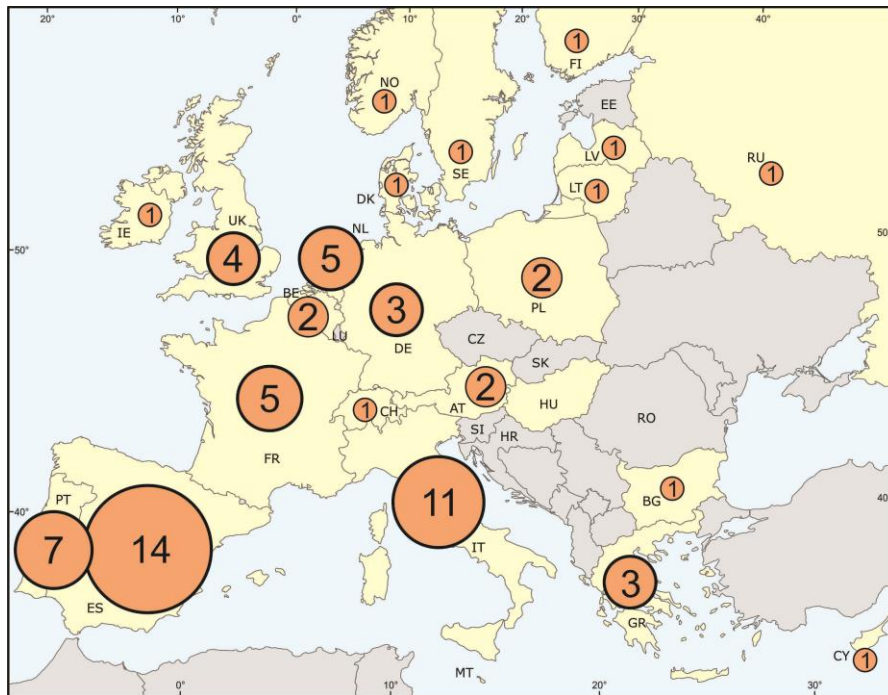 20° 10° 0° 10° 20° 30° 40°
1
FI
NO
1
EE
1
SE
LV 1
RU
1
LT 1
DK 1
1
IE
UK
NL
50° 50
4
5
2
PL
BE
2
3
LU
DE
CZ
SK
2
AT
HU
5
1 CH
FR
SI
HR
RO
11
IT
1
BG
PT
40° 40
7
14
ES
3
GR
MT
CY 1
10° 0° 10° 20° 30°